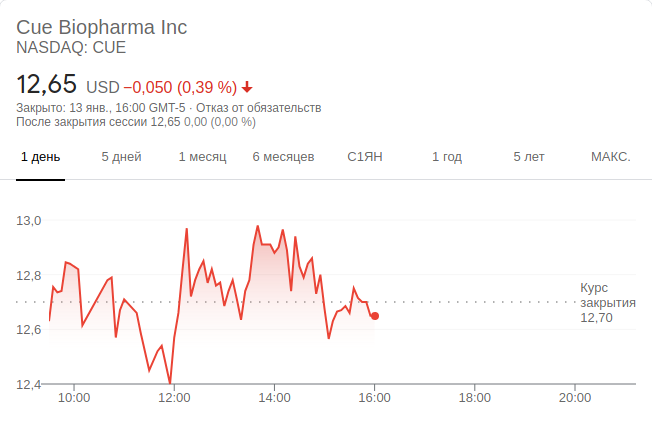 Cue Biopharma Inc
NASDAQ: CUE
12,65 USD −0,050 (0,39 %)
Закрыто: 13 янв., 16:00 GMT-5 · Отказ от обязательств
После закрытия сессии 12,65 0,00 (0,00 %)
1 день 5 дней 1 месяц 6 месяцев С1ЯН 1 год 5 лет МАКС.
13,0
12,8
Курс
закрытия
12,70
12,6
12,4
10:00 12:00 14:00 16:00 18:00 20:00